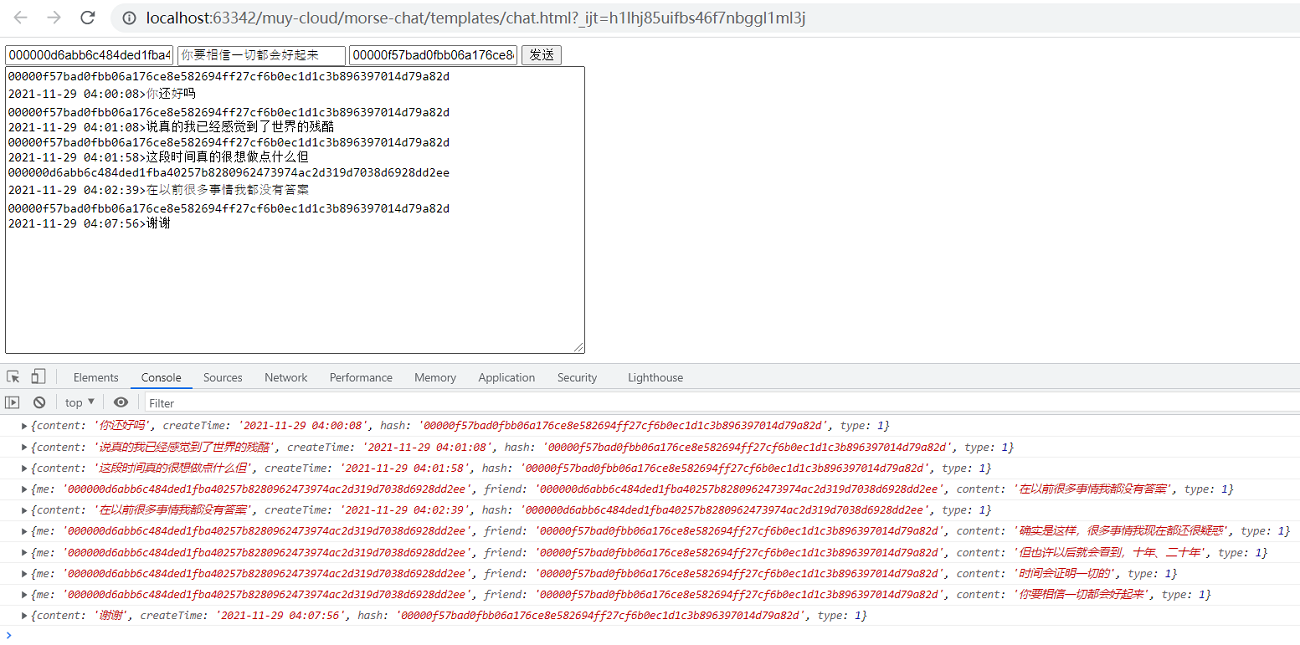 localhost:63342/muy-cloud/morse-chat/templates/chat.html?_ijt=h1lhj85uifbs46f7nbggl1ml3j
000000d6abb6c484ded1fba4 你要相信一切都会好起来 00000f57bad0fbb06a176ce8 发送
00000f57bad0fbb06a176ce8e582694ff27cf6b0ec1d1c3b896397014d79a82d
2021-11-29 04:00:08>你还好吗
00000f57bad0fbb06a176ce8e582694ff27cf6b0ec1d1c3b896397014d79a82d
2021-11-29 04:01:08>说真的我已经感觉到了世界的残酷
00000f57bad0fbb06a176ce8e582694ff27cf6b0ec1d1c3b896397014d79a82d
2021-11-29 04:01:58>这段时间真的很想做点什么但
000000d6abb6c484ded1fba40257b8280962473974ac2d319d7038d6928dd2ee
2021-11-29 04:02:39>在以前很多事情我都没有答案
00000f57bad0fbb06a176ce8e582694ff27cf6b0ec1d1c3b896397014d79a82d
2021-11-29 04:07:56>谢谢
Elements Console Sources Network Performance Memory Application Security Lighthouse
top Filter
{content: '你还好吗', createTime: '2021-11-29 04:00:08', hash: '00000f57bad0fbb06a176ce8e582694ff27cf6b0ec1d1c3b896397014d79a82d', type: 1}
{content: '说真的我已经感觉到了世界的残酷', createTime: '2021-11-29 04:01:08', hash: '00000f57bad0fbb06a176ce8e582694ff27cf6b0ec1d1c3b896397014d79a82d', type: 1}
{content: '这段时间真的很想做点什么但', createTime: '2021-11-29 04:01:58', hash: '00000f57bad0fbb06a176ce8e582694ff27cf6b0ec1d1c3b896397014d79a82d', type: 1}
{me: '000000d6abb6c484ded1fba40257b8280962473974ac2d319d7038d6928dd2ee', friend: '000000d6abb6c484ded1fba40257b8280962473974ac2d319d7038d6928dd2ee', content: '在以前很多事情我都没有答案', type: 1}
{content: '在以前很多事情我都没有答案', createTime: '2021-11-29 04:02:39', hash: '000000d6abb6c484ded1fba40257b8280962473974ac2d319d7038d6928dd2ee', type: 1}
{me: '000000d6abb6c484ded1fba40257b8280962473974ac2d319d7038d6928dd2ee', friend: '00000f57bad0fbb06a176ce8e582694ff27cf6b0ec1d1c3b896397014d79a82d', content: '确实是这样，很多事情我现在都还很疑惑', type: 1}
{me: '000000d6abb6c484ded1fba40257b8280962473974ac2d319d7038d6928dd2ee', friend: '00000f57bad0fbb06a176ce8e582694ff27cf6b0ec1d1c3b896397014d79a82d', content: '但也许以后就会看到，十年、二十年', type: 1}
{me: '000000d6abb6c484ded1fba40257b8280962473974ac2d319d7038d6928dd2ee', friend: '00000f57bad0fbb06a176ce8e582694ff27cf6b0ec1d1c3b896397014d79a82d', content: '时间会证明一切的', type: 1}
{me: '000000d6abb6c484ded1fba40257b8280962473974ac2d319d7038d6928dd2ee', friend: '00000f57bad0fbb06a176ce8e582694ff27cf6b0ec1d1c3b896397014d79a82d', content: '你要相信一切都会好起来', type: 1}
{content: '谢谢', createTime: '2021-11-29 04:07:56', hash: '00000f57bad0fbb06a176ce8e582694ff27cf6b0ec1d1c3b896397014d79a82d', type: 1}